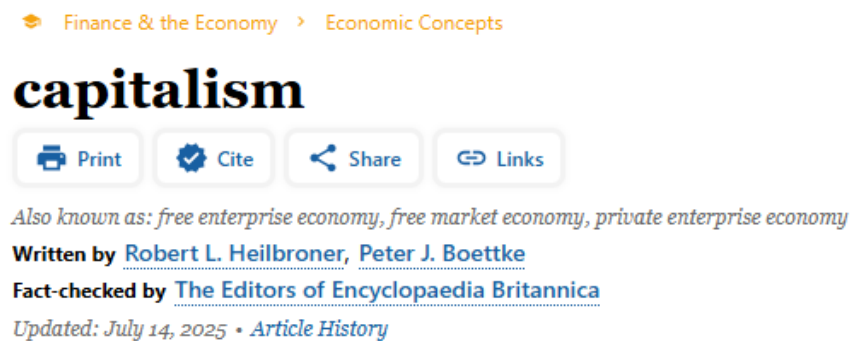 Finance & the Economy > Economic Concepts
capitalism
Print Cite Share Links
Also known as: free enterprise economy, free market economy, private enterprise economy
Written by Robert L. Heilbroner, Peter J. Boettke
Fact-checked by The Editors of Encyclopaedia Britannica
Updated: July 14, 2025 • Article History